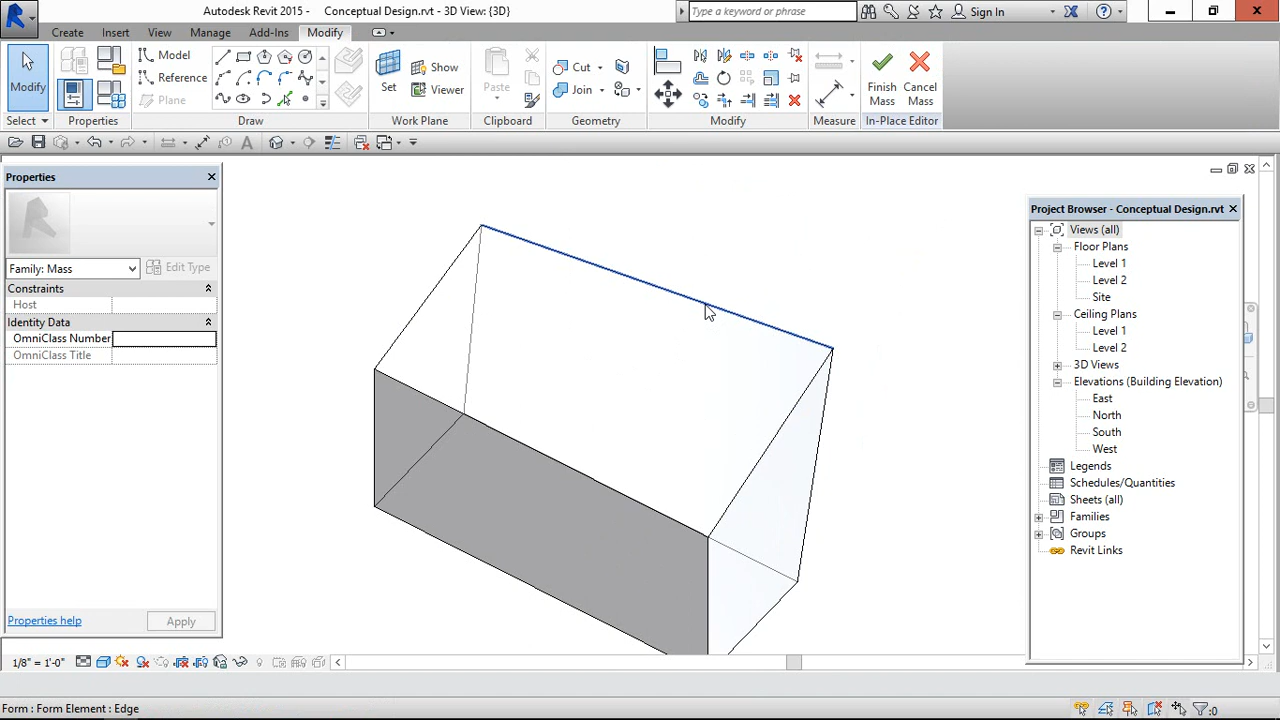 Autodesk Revit 2015 - Conceptual Design.rvt - 3D View: {3D}
Type a keyword or phrase
Sign In
Create Insert View Manage Add-Ins Modify
Modify
Select
Properties
Model
Reference
Plane
Draw
Set
Show
Viewer
Work Plane
Paste
Clipboard
Cut
Join
Geometry
Modify
Measure
Finish
Mass
Cancel
Mass
In-Place Editor
Properties
Family: Mass
Edit Type
Constraints
Host
Identity Data
OmniClass Number
OmniClass Title
Properties help
Apply
Project Browser - Conceptual Design.rvt
Views (all)
Floor Plans
Level 1
Level 2
Site
Ceiling Plans
Level 1
Level 2
3D Views
Elevations (Building Elevation)
East
North
South
West
Legends
Schedules/Quantities
Sheets (all)
Families
Groups
Revit Links
1/8" = 1'-0"
Form : Form Element : Edge
:0